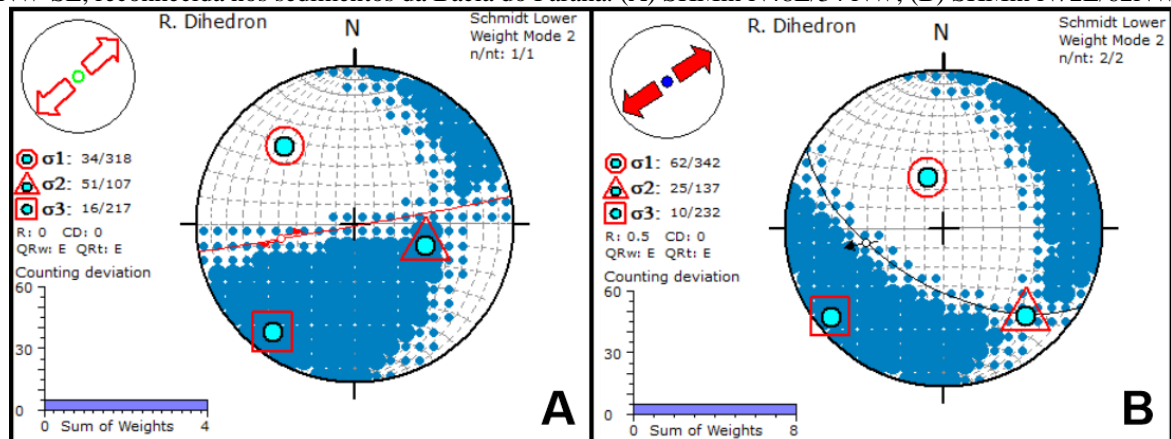 R. Dihedron
N
Schmidt Lower
Weight Mode 2
n/nt: 1/1
σ1: 34/318
σ2: 51/107
σ3: 16/217
R: 0 CD: 0
QRw: E QRt: E
Counting deviation
60
30
0
0 Sum of Weights 4
A
R. Dihedron
N
Schmidt Lower
Weight Mode 2
n/nt: 2/2
σ1: 62/342
σ2: 25/137
σ3: 10/232
R: 0.5 CD: 0
QRw: E QRt: E
Counting deviation
60
30
0
0 Sum of Weights 8
B